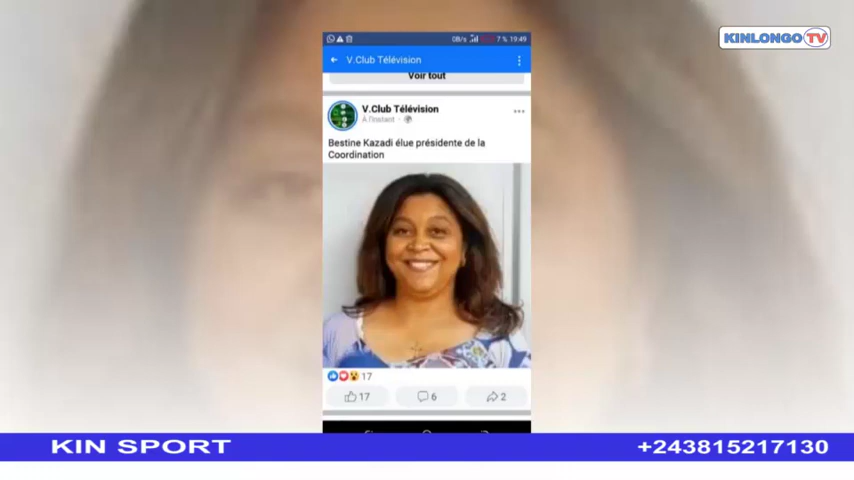 KINLONGO TV
0B/s 7 % 19:49
V.Club Télévision
Voir tout
V.Club Télévision
À l'instant ·
Bestine Kazadi élue présidente de la
Coordination
17
17
6
2
KIN SPORT
+243815217130